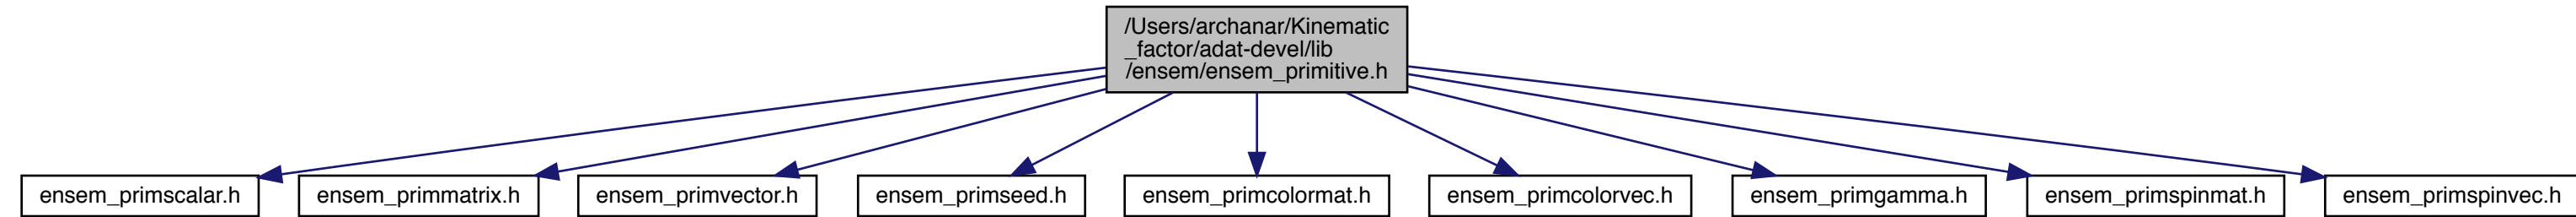 /Users/archanar/Kinematic
_factor/adat-devel/lib
/ensem/ensem_primitive.h
ensem_primscalar.h
ensem_primmatrix.h
ensem_primvector.h
ensem_primseed.h
ensem_primcolormat.h
ensem_primcolorvec.h
ensem_primgamma.h
ensem_primspinmat.h
ensem_primspinvec.h